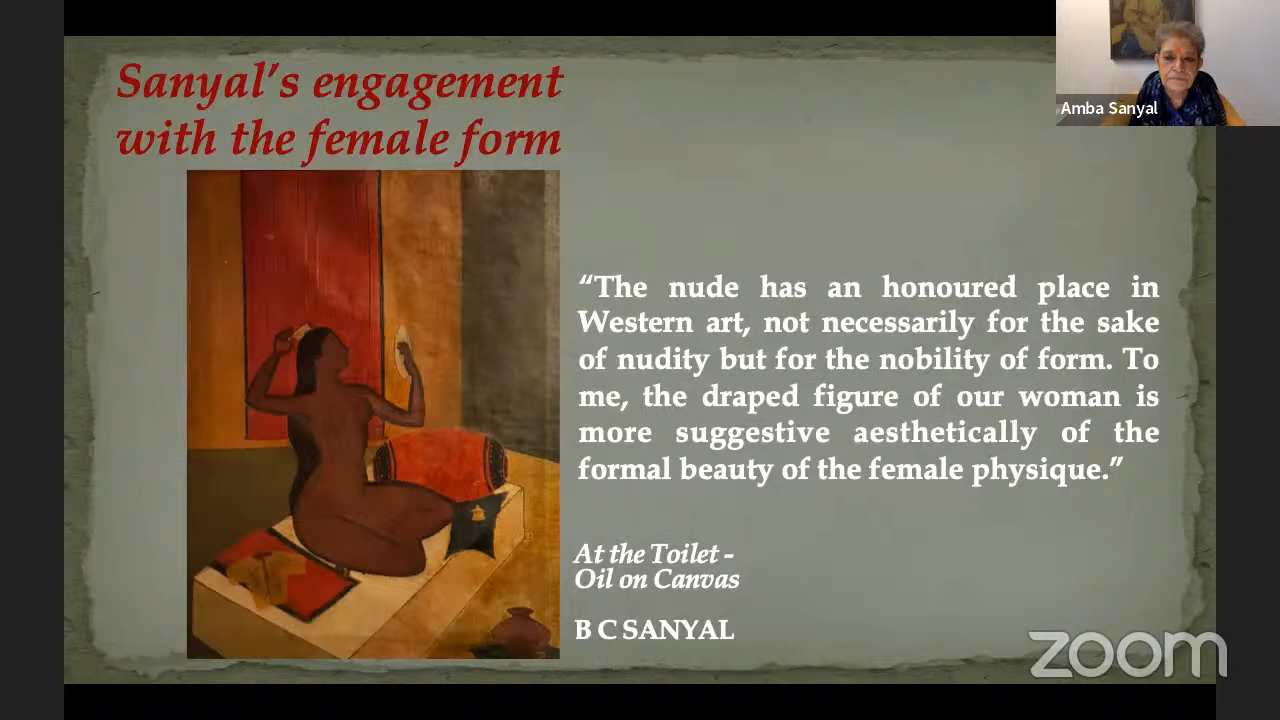 Sanyal’s engagement
with the female form
Amba Sanyal
“The nude has an honoured place in
Western art, not necessarily for the sake
of nudity but for the nobility of form. To
me, the draped figure of our woman is
more suggestive aesthetically of the
formal beauty of the female physique.”
At the Toilet -
Oil on Canvas
B C SANYAL
zoom